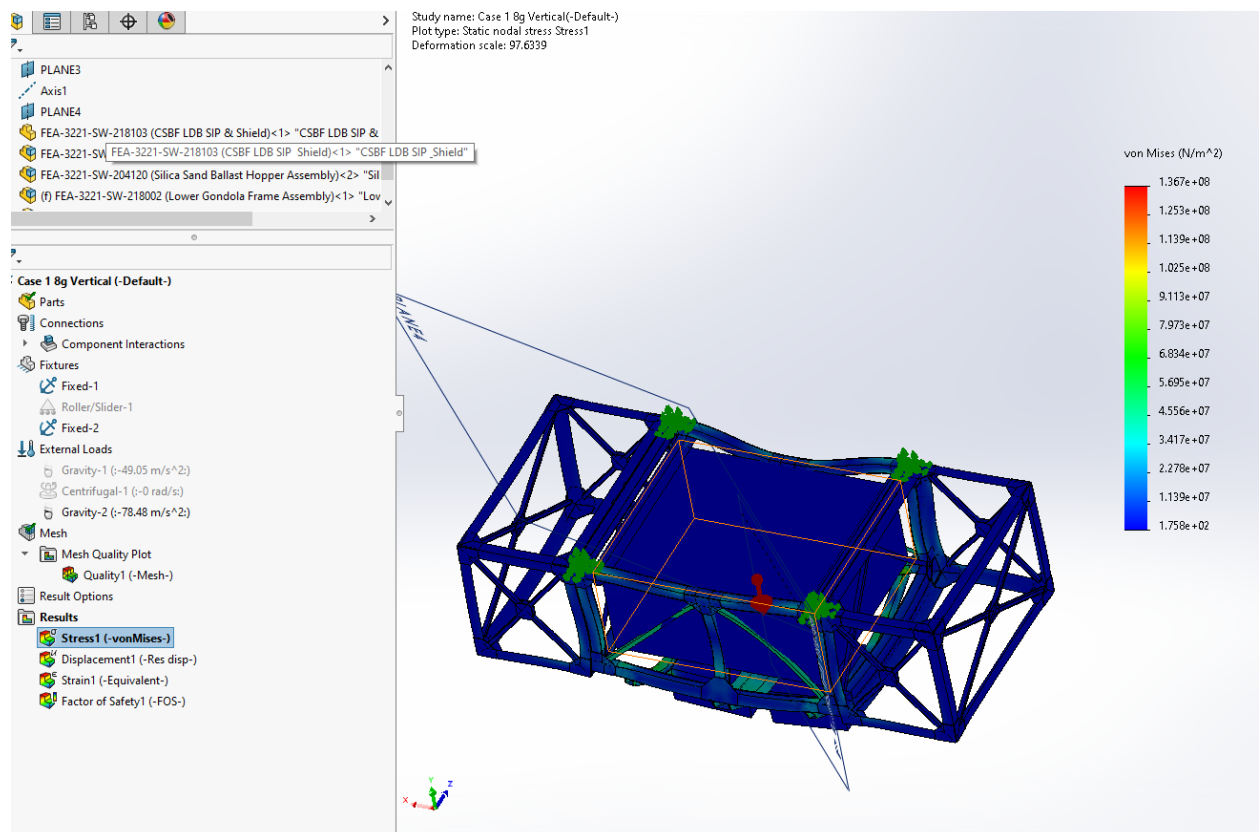 Study name: Case 1 8g Vertical(-Default-)
Plot type: Static nodal stress Stress1
Deformation scale: 97.6339
PLANE3
Axis1
PLANE4
FEA-3221-SW-218103 (CSBF LDB SIP & Shield)<1> "CSBF LDB SIP &
FEA-3221-SW
FEA-3221-SW-218103 (CSBF LDB SIP Shield)<1> "CSBF LDB SIP _Shield"
FEA-3221-SW-204120 (Silica Sand Ballast Hopper Assembly)<2> "Sil
(f) FEA-3221-SW-218002 (Lower Gondola Frame Assembly)<1> "Lov
Case 1 8g Vertical (-Default-)
Parts
Connections
Component Interactions
Fixtures
Fixed-1
Roller/Slider-1
Fixed-2
External Loads
Gravity-1 (:-49.05 m/s^2:)
Centrifugal-1 (:-0 rad/s:)
Gravity-2 (:-78.48 m/s^2:)
Mesh
Mesh Quality Plot
Quality1 (-Mesh-)
Result Options
Results
Stress1 (-vonMises-)
Displacement1 (-Res disp-)
Strain1 (-Equivalent-)
Factor of Safety1 (-FOS-)
von Mises (N/m^2)
1.367e+08
1.253e+08
1.139e+08
1.025e+08
9.113e+07
7.973e+07
6.834e+07
5.695e+07
4.556e+07
3.417e+07
2.278e+07
1.139e+07
1.758e+02
PLANE4
X
Y
Z